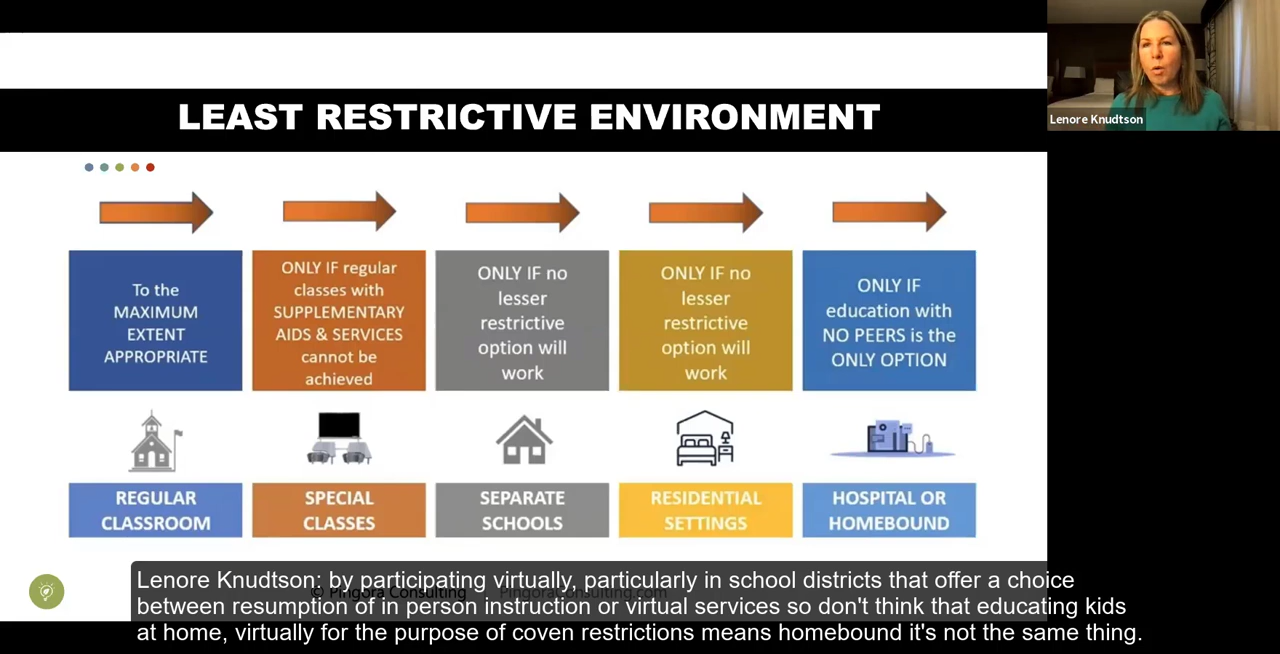 LEAST RESTRICTIVE ENVIRONMENT
Lenore Knudtson
To the
MAXIMUM
EXTENT
APPROPRIATE
ONLY IF regular
classes with
SUPPLEMENTARY
AIDS & SERVICES
cannot be
achieved
ONLY IF no
lesser
restrictive
option will
work
ONLY IF no
lesser
restrictive
option will
work
ONLY IF
education with
NO PEERS is the
ONLY OPTION
REGULAR
CLASSROOM
SPECIAL
CLASSES
SEPARATE
SCHOOLS
RESIDENTIAL
SETTINGS
HOSPITAL OR
HOMEBOUND
© Pingora Consulting PingoraConsulting.com
Lenore Knudtson: by participating virtually, particularly in school districts that offer a choice
between resumption of in person instruction or virtual services so don't think that educating kids
at home, virtually for the purpose of coven restrictions means homebound it's not the same thing.